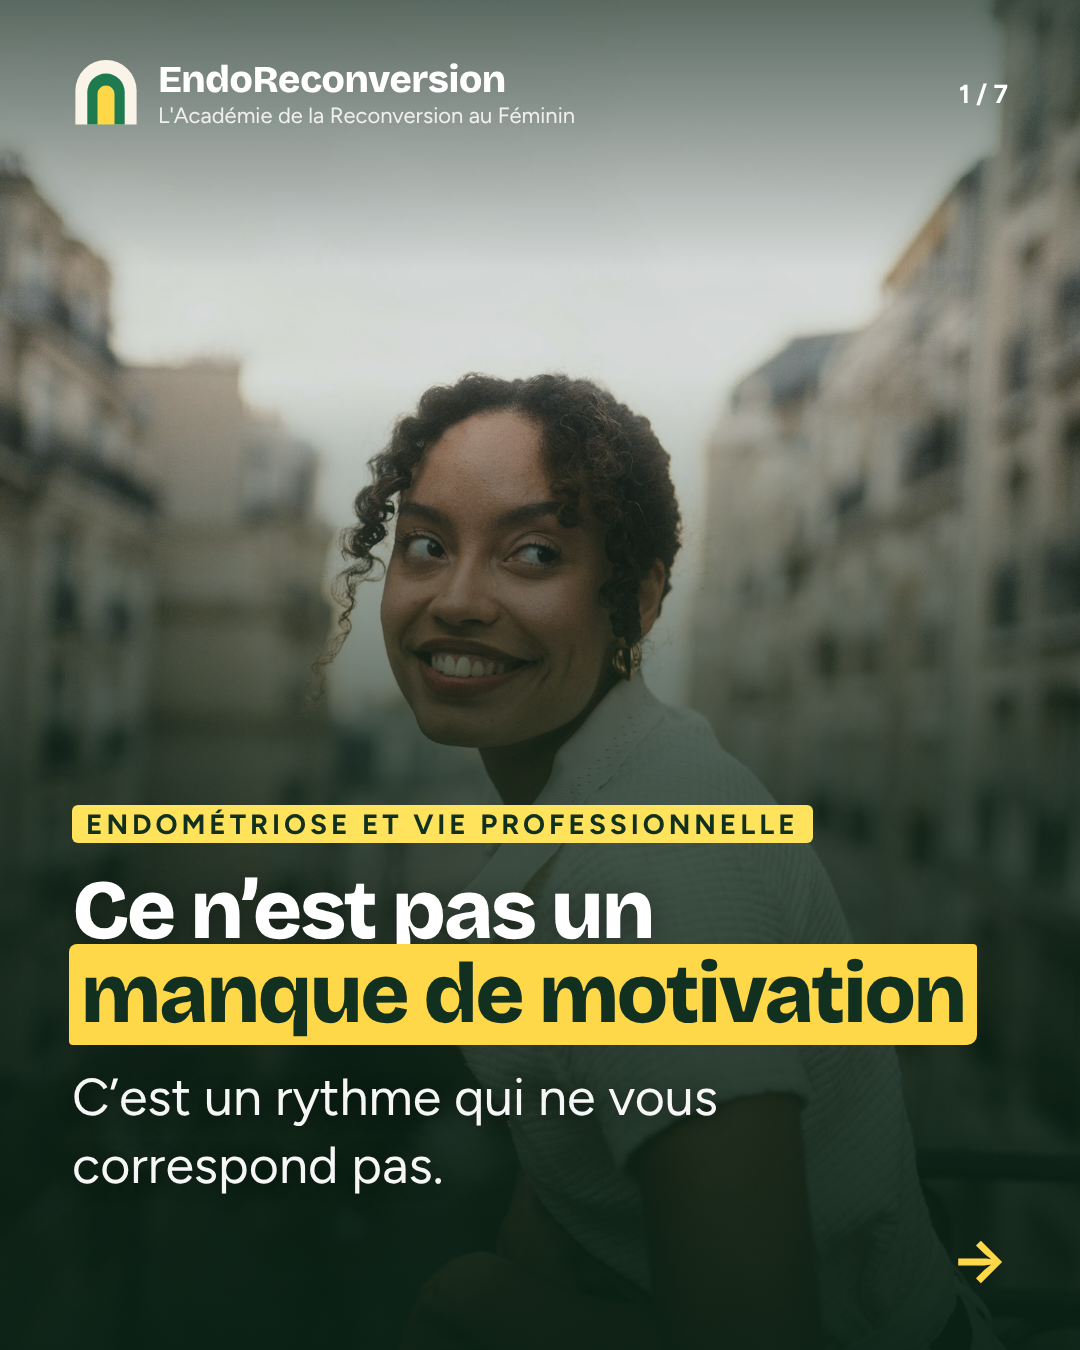 EndoReconversion
L'Académie de la Reconversion au Féminin
1 / 7
ENDOMÉTRIOSE ET VIE PROFESSIONNELLE
Ce n’est pas un
manque de motivation
C’est un rythme qui ne vous
correspond pas.